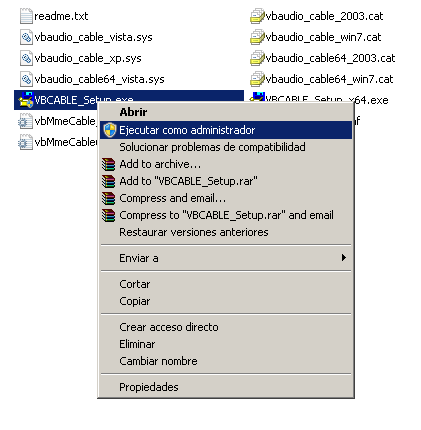 readme.txt
vbaudio_cable_vista.sys
vbaudio_cable_xp.sys
vbaudio_cable64_vista.sys
VBCABLE_Setup.exe
vbMmeCable_
vbMmeCable
vbaudio_cable_2003.cat
vbaudio_cable_win7.cat
vbaudio_cable64_2003.cat
vbaudio_cable64_win7.cat
VBCABLE_Setup_x64.exe
Abrir
Ejecutar como administrador
Solucionar problemas de compatibilidad
Add to archive...
Add to "VBCABLE_Setup.rar"
Compress and email...
Compress to "VBCABLE_Setup.rar" and email
Restaurar versiones anteriores
Enviar a
Cortar
Copiar
Crear acceso directo
Eliminar
Cambiar nombre
Propiedades